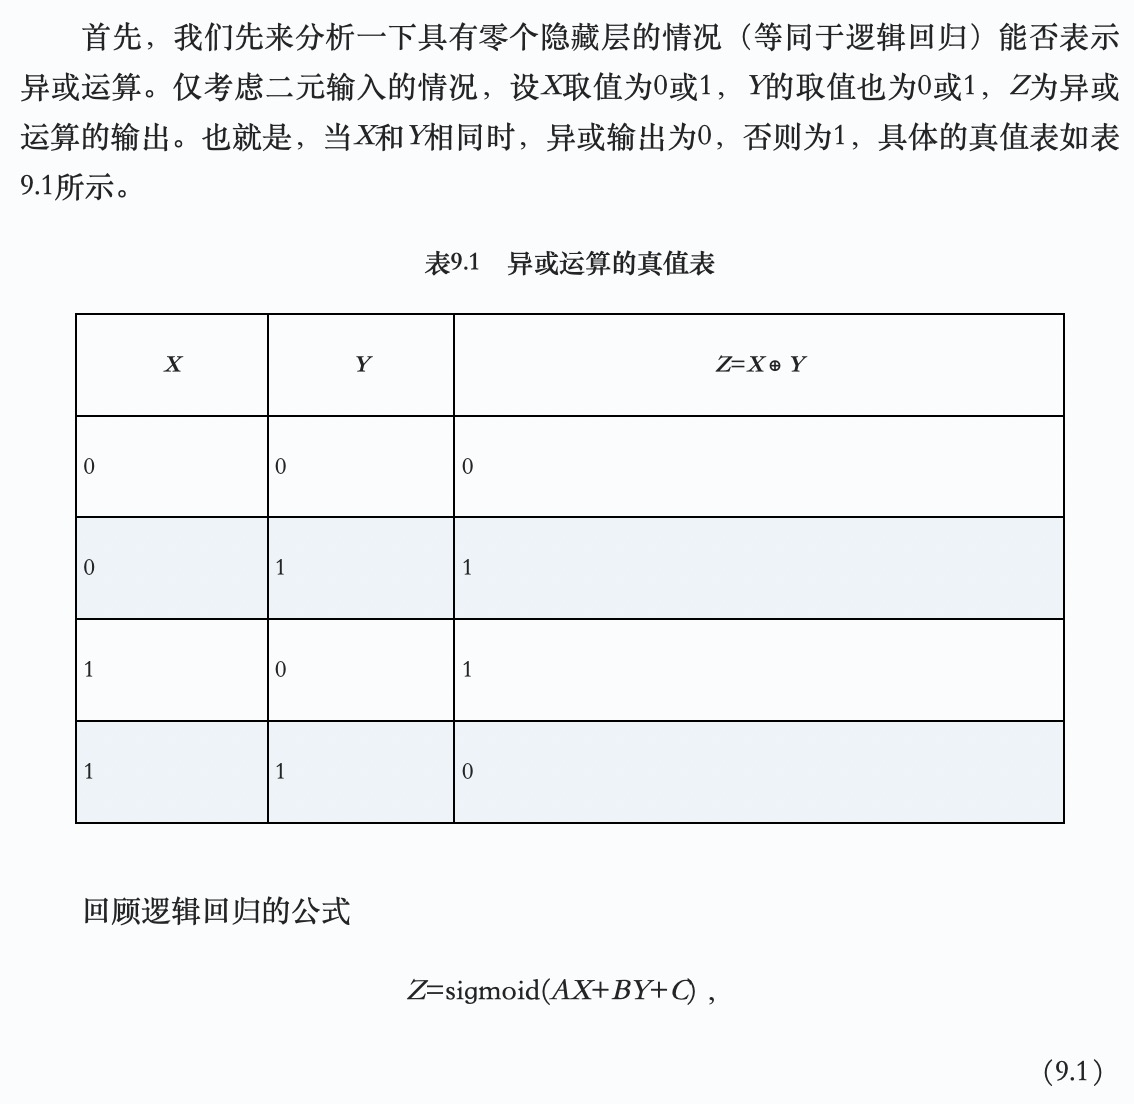 首先，我们先来分析一下具有零个隐藏层的情况（等同于逻辑回归）能否表示
异或运算。仅考虑二元输入的情况，设X取值为0或1，Y的取值也为0或1，Z为异或
运算的输出。也就是，当X和Y相同时，异或输出为0，否则为1，具体的真值表如表
9.1所示。
表9.1 异或运算的真值表
X Y Z=X⊕Y
0 0 0
0 1 1
1 0 1
1 1 0
回顾逻辑回归的公式
Z=sigmoid(AX+BY+C)，
（9.1）